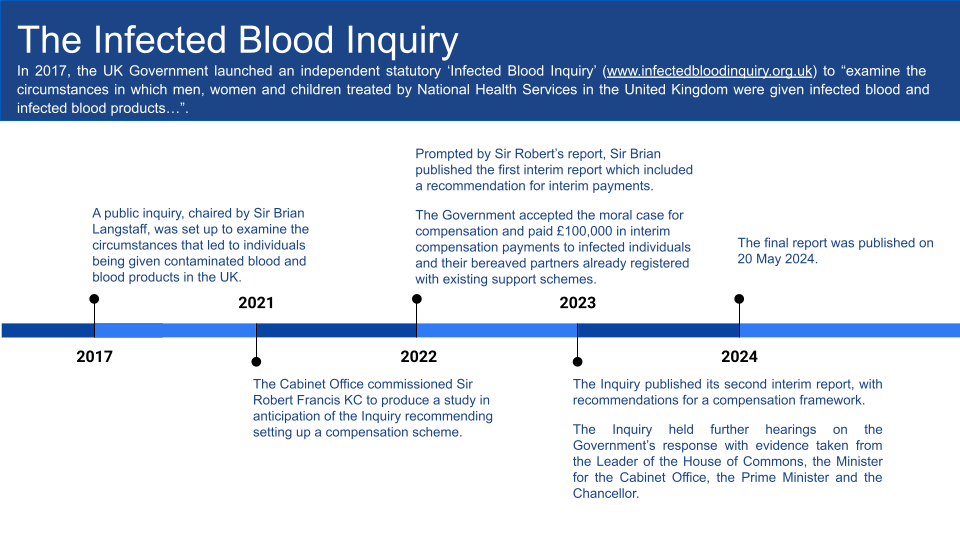 The Infected Blood Inquiry
In 2017, the UK Government launched an independent statutory ‘Infected Blood Inquiry’ (www.infectedbloodinquiry.org.uk) to “examine the
circumstances in which men, women and children treated by National Health Services in the United Kingdom were given infected blood and
infected blood products…”.
A public inquiry, chaired by Sir Brian
Langstaff, was set up to examine the
circumstances that led to individuals
being given contaminated blood and
blood products in the UK.
2017
2021
The Cabinet Office commissioned Sir
Robert Francis KC to produce a study in
anticipation of the Inquiry recommending
setting up a compensation scheme.
Prompted by Sir Robert’s report, Sir Brian
published the first interim report which included
a recommendation for interim payments.
The Government accepted the moral case for
compensation and paid £100,000 in interim
compensation payments to infected individuals
and their bereaved partners already registered
with existing support schemes.
2022
2023
The Inquiry published its second interim report, with
recommendations for a compensation framework.
The Inquiry held further hearings on the
Government’s response with evidence taken from
the Leader of the House of Commons, the Minister
for the Cabinet Office, the Prime Minister and the
Chancellor.
The final report was published on
20 May 2024.
2024